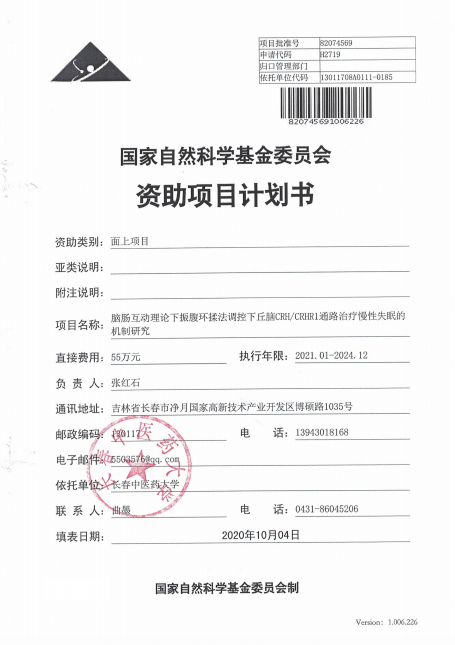 项目批准号 82074569
申请代码 H2719
归口管理部门
依托单位代码 13011708A0111-0185
820745691006226
国家自然科学基金委员会
资助项目计划书
资助类别：面上项目
亚类说明：
附注说明：
项目名称：脑肠互动理论下振腹环揉法调控下丘脑CRH/CRHR1通路治疗慢性失眠的
机制研究
直接费用：55万元 执行年限：2021.01-2024.12
负责人：张红石
通讯地址：吉林省长春市净月国家高新技术产业开发区博硕路1035号
邮政编码：130117 电话：13943018168
电子邮件：5503576@qq.com
依托单位：长春中医药大学
联系人：曲墨 电话：0431-86045206
填表日期：2020年10月04日
长春中医药大学
国家自然科学基金委员会制
Version: 1.006.226